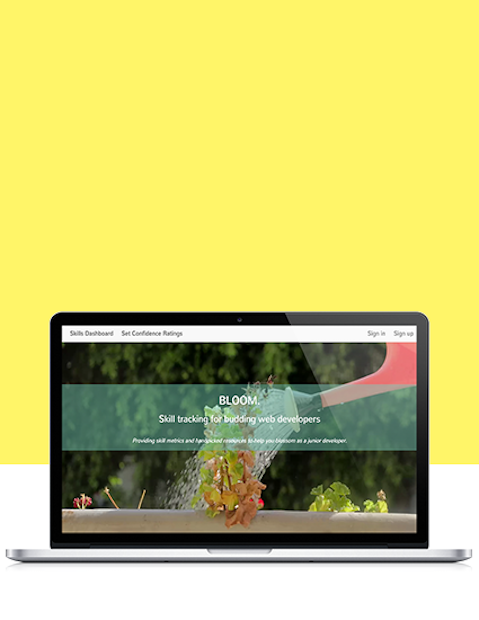 Skills Dashboard Set Confidence Ratings Sign in Sign up
BLOOM.
Skill tracking for budding web developers
Providing skill metrics and handpicked resources to help you blossom as a junior developer.